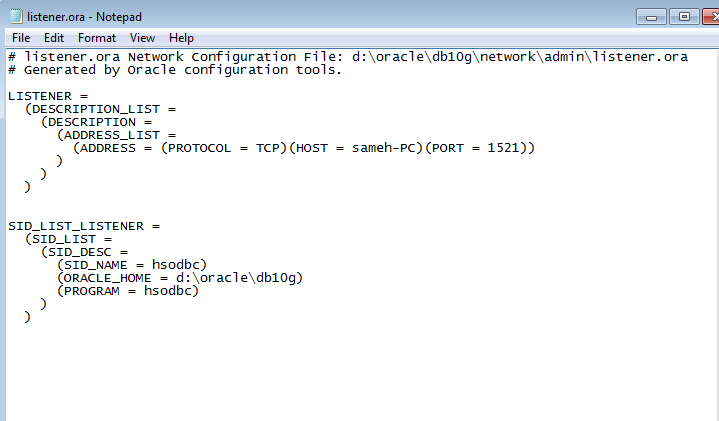 listener.ora - Notepad
File Edit Format View Help
# listener.ora Network Configuration File: d:\oracle\db10g\network\admin\listener.ora
# Generated by Oracle configuration tools.
LISTENER =
  (DESCRIPTION_LIST =
    (DESCRIPTION =
      (ADDRESS_LIST =
        (ADDRESS = (PROTOCOL = TCP)(HOST = sameh-PC)(PORT = 1521))
      )
    )
  )
SID_LIST_LISTENER =
  (SID_LIST =
    (SID_DESC =
      (SID_NAME = hsodbc)
      (ORACLE_HOME = d:\oracle\db10g)
      (PROGRAM = hsodbc)
    )
  )